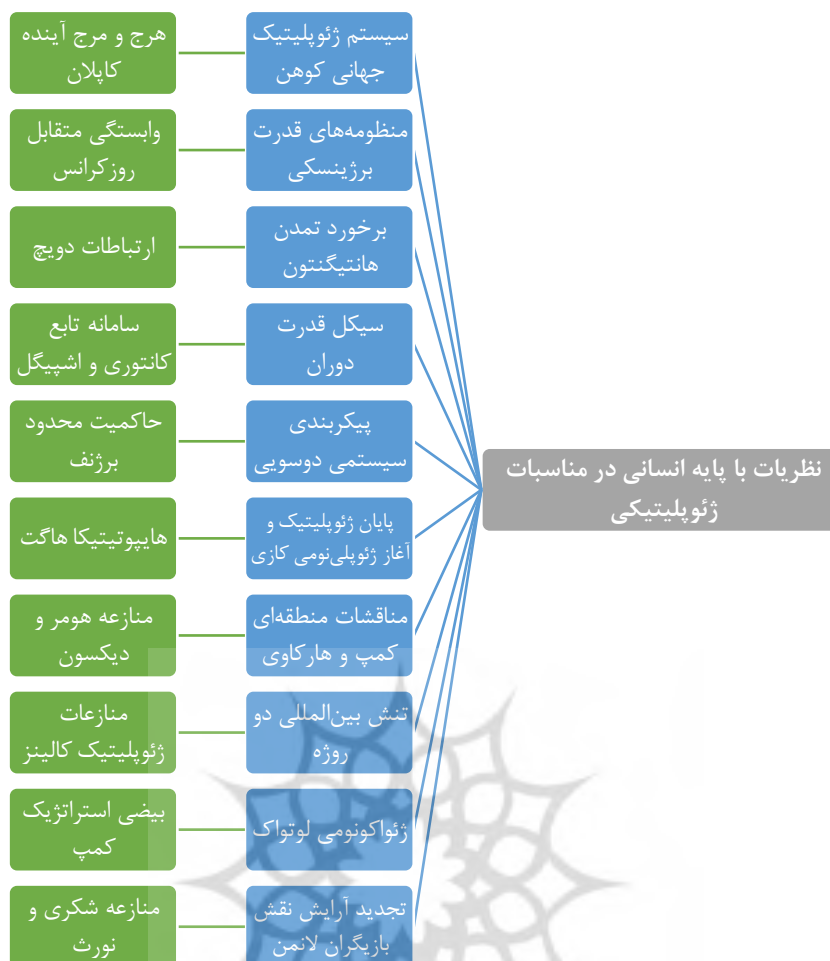 نظریات با پایه انسانی در مناسبات
ژئوپلیتیکی
سیستم ژئوپلیتیک
جهانی کوهن
هرج و مرج آینده
کاپلان
منظومه‌های قدرت
برژینسکی
وابستگی متقابل
روزکرانس
برخورد تمدن
هانتیگنتون
ارتباطات دویچ
سیکل قدرت
دوران
سامانه تابع
کانتوری و اشپیگل
پیکربندی
سیستمی دوسویی
حاکمیت محدود
برژنف
پایان ژئوپلیتیک و
آغاز ژئوپلی‌نومی کازی
هایپوتیتیکا هاگت
مناقشات منطقه‌ای
کمپ و هارکاوی
منازعه هومر و
دیکسون
تنش بین‌المللی دو
روژه
منازعات
ژئوپلیتیک کالینز
ژئواکونومی لوتواک
بیضی استراتژیک
کمپ
تجدید آرایش نقش
بازیگران لانمن
منازعه شکری و
نورث